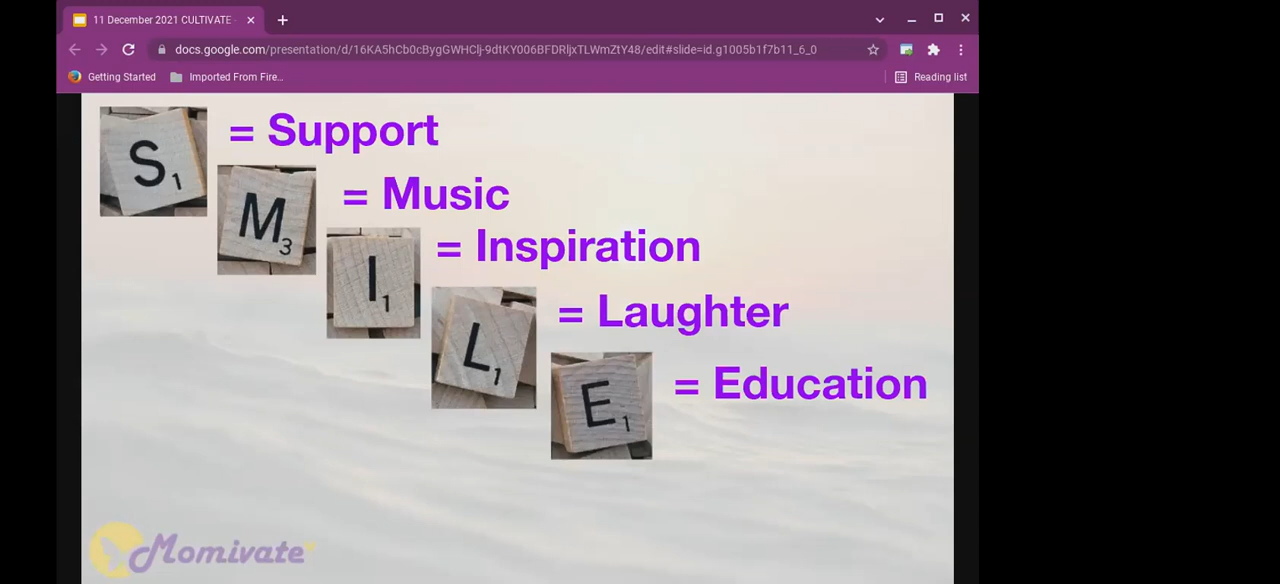 11 December 2021 CULTIVATE
docs.google.com/presentation/d/16KA5hCb0cBygGWHClj-9dtKY006BFDRljxTLWmZtY48/edit#slide=id.g1005b1f7b11_6_0
Getting Started Imported From Fire... Reading list
S1 = Support
M3 = Music
I1 = Inspiration
L1 = Laughter
E1 = Education
Momivate